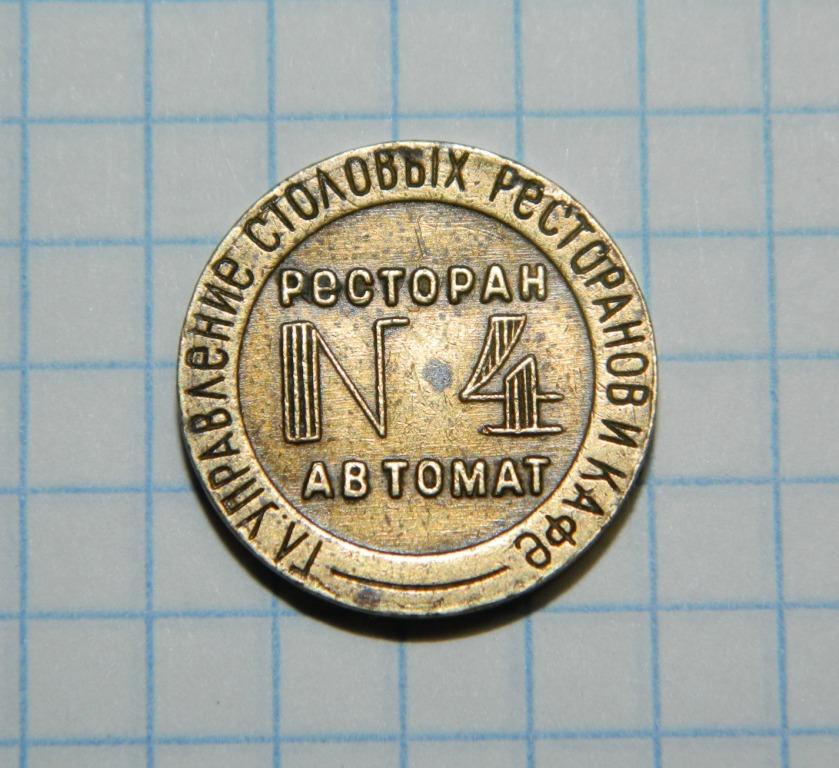 ГЛ. УПРАВЛЕНИЕ СТОЛОВЫХ РЕСТОРАНОВ И КАФЕ
РЕСТОРАН
N 4
АВТОМАТ